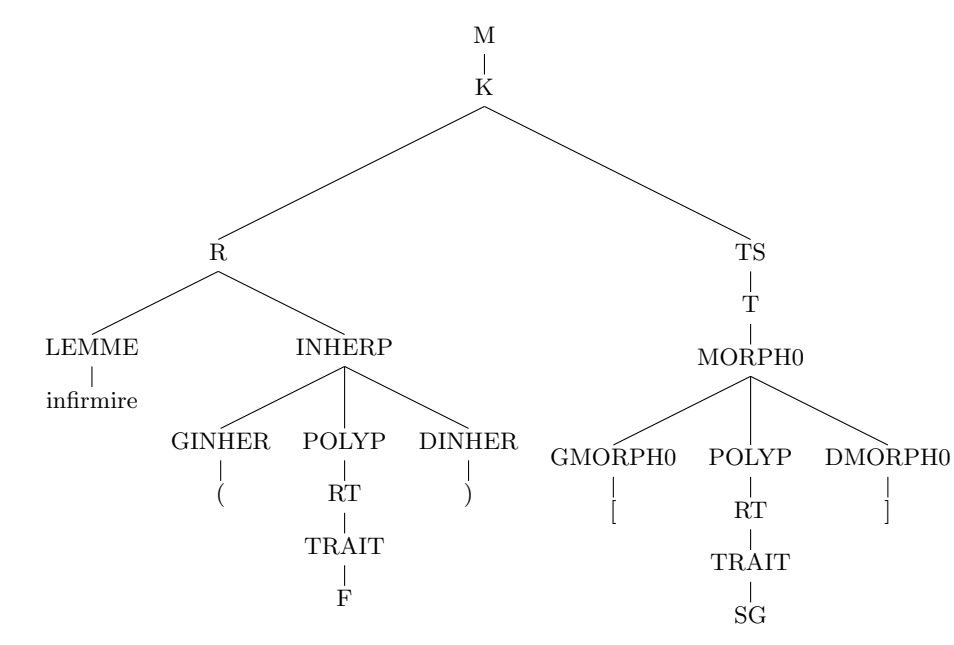 M
K
R TS
T
LEMME INHERP MORPH0
infirmire
GINHER POLYP DINHER GMORPH0 POLYP DMORPH0
( RT ) [ RT ]
TRAIT TRAIT
F SG